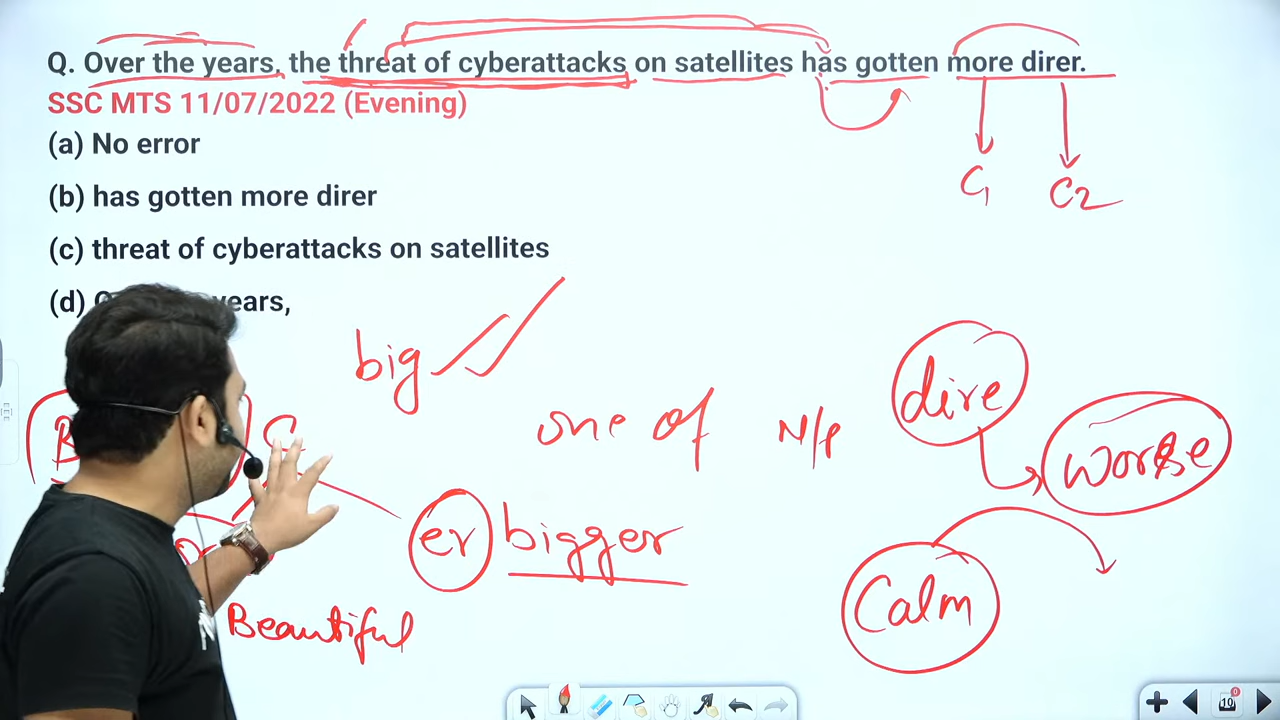 Q. Over the years, the threat of cyberattacks on satellites has gotten more direr.
SSC MTS 11/07/2022 (Evening)
(a) No error
(b) has gotten more direr
(c) threat of cyberattacks on satellites
(d) years,
C1 C2
big
one of N/P
dire
worse
er bigger
Calm
Beautiful
10